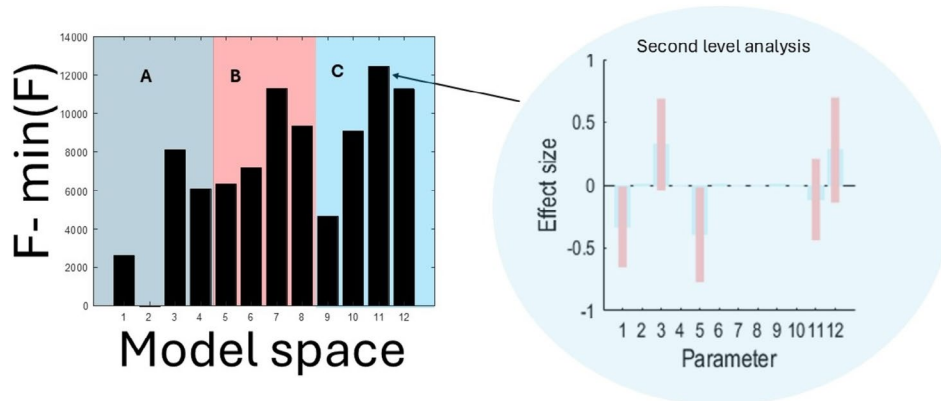 F- min(F)
14000
12000
10000
8000
6000
4000
2000
0
A
B
C
1 2 3 4 5 6 7 8 9 10 11 12
Model space
Second level analysis
Effect size
1
0.5
0
-0.5
-1
1 2 3 4 5 6 7 8 9 10 11 12
Parameter